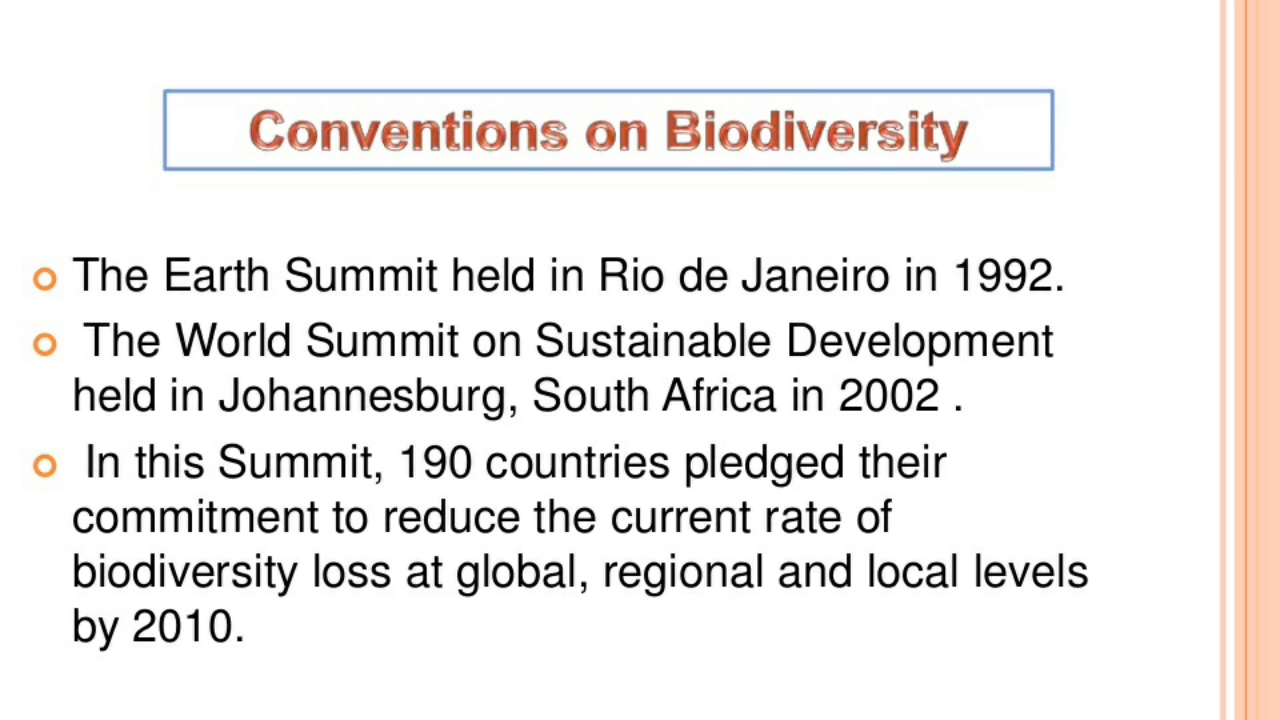 Conventions on Biodiversity
The Earth Summit held in Rio de Janeiro in 1992.
The World Summit on Sustainable Development
held in Johannesburg, South Africa in 2002 .
In this Summit, 190 countries pledged their
commitment to reduce the current rate of
biodiversity loss at global, regional and local levels
by 2010.